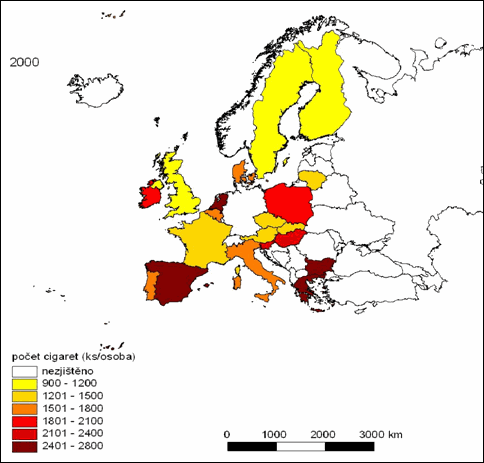 2000
počet cigaret (ks/osoba)
nezjištěno
900 - 1200
1201 - 1500
1501 - 1800
1801 - 2100
2101 - 2400
2401 - 2800
0 1000 2000 3000 km